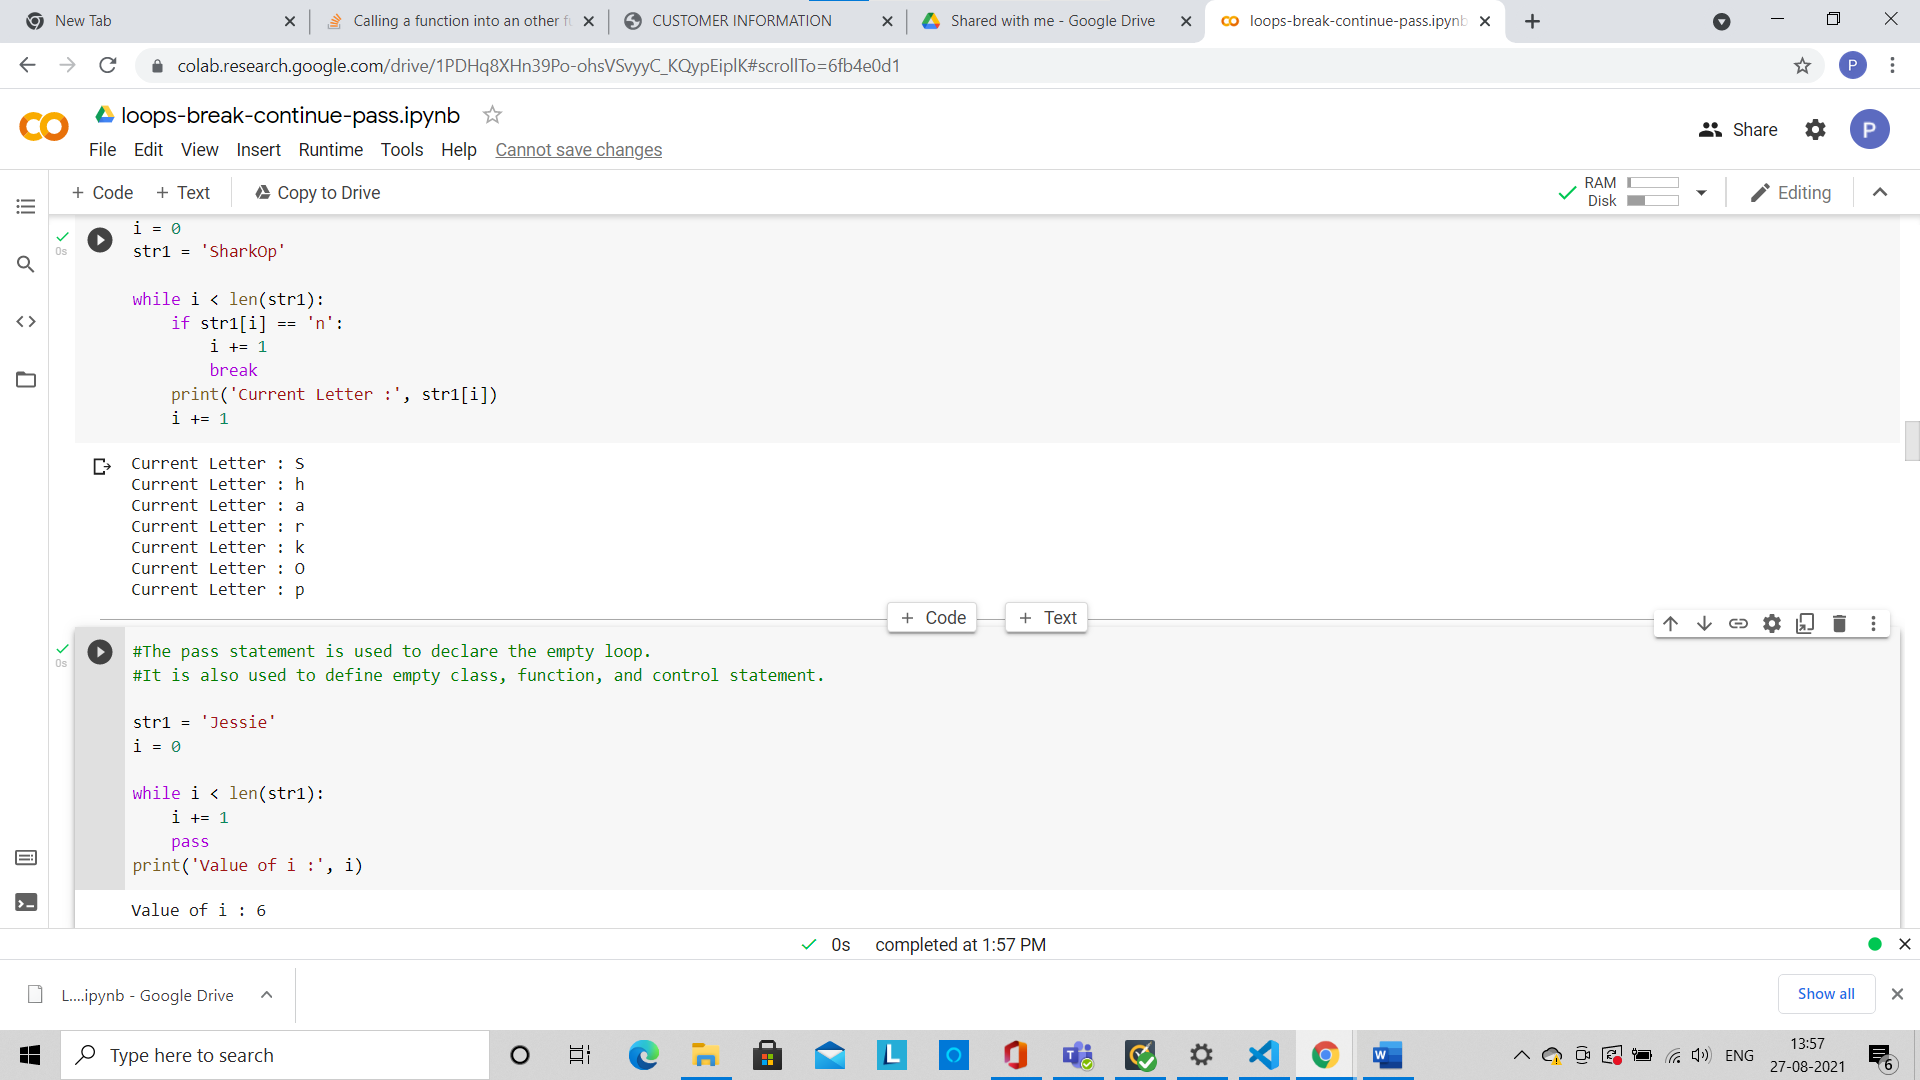 New Tab
Calling a function into an other fu
CUSTOMER INFORMATION
Shared with me - Google Drive
loops-break-continue-pass.ipynb
colab.research.google.com/drive/1PDHq8XHn39Po-ohsVSvyyC_KQypEiplK#scrollTo=6fb4e0d1
P
loops-break-continue-pass.ipynb
File Edit View Insert Runtime Tools Help Cannot save changes
Share
P
+ Code + Text Copy to Drive
RAM
Disk
Editing
0s
i = 0
str1 = 'SharkOp'
while i < len(str1):
    if str1[i] == 'n':
        i += 1
        break
    print('Current Letter :', str1[i])
    i += 1
Current Letter : S
Current Letter : h
Current Letter : a
Current Letter : r
Current Letter : k
Current Letter : O
Current Letter : p
+ Code + Text
0s
#The pass statement is used to declare the empty loop.
#It is also used to define empty class, function, and control statement.
str1 = 'Jessie'
i = 0
while i < len(str1):
    i += 1
    pass
print('Value of i :', i)
Value of i : 6
0s completed at 1:57 PM
L....ipynb - Google Drive
Show all
Type here to search
L
T
W
ENG
13:57
27-08-2021
6